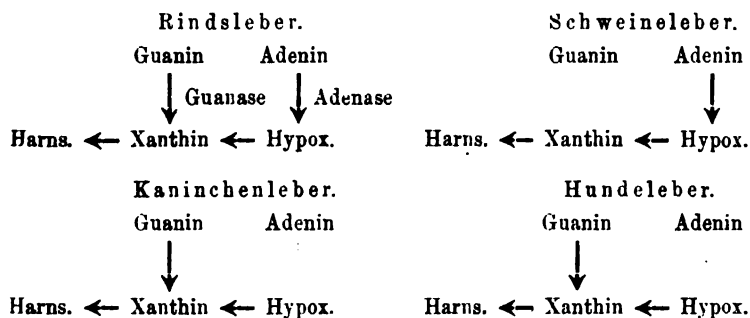 Rindsleber.
Guanin Adenin
Guanase Adenase
Harns. Xanthin Hypox.
Schweineleber.
Guanin Adenin
Harns. Xanthin Hypox.
Kaninchenleber.
Guanin Adenin
Harns. Xanthin Hypox.
Hundeleber.
Guanin Adenin
Harns. Xanthin Hypox.